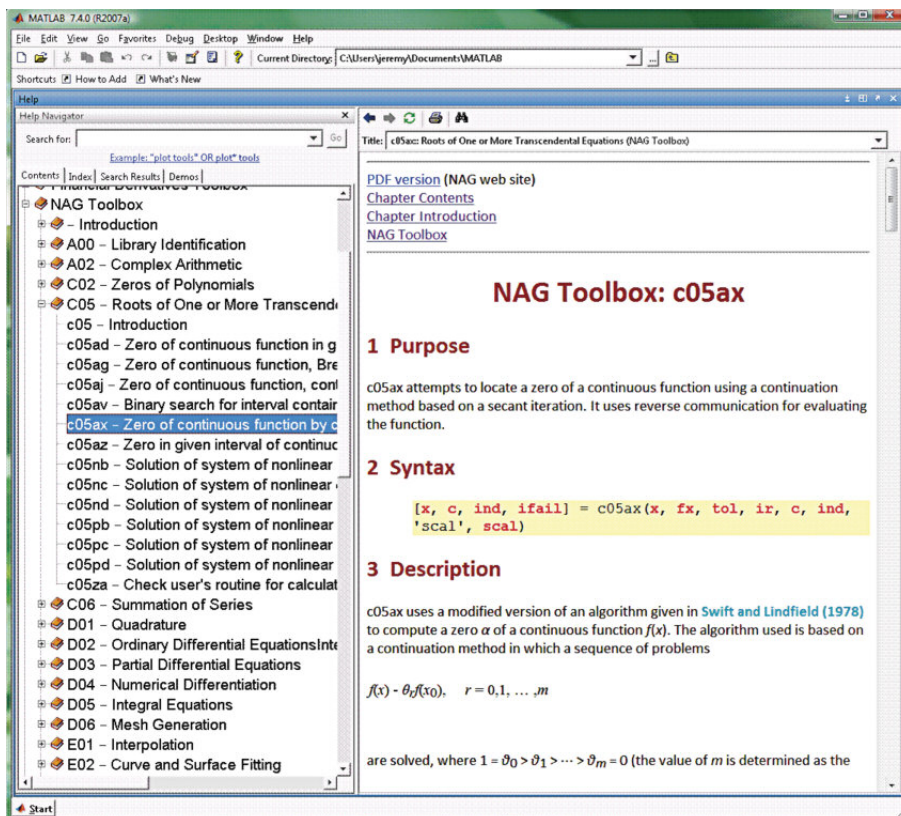 MATLAB 7.4.0 (R2007a)
File Edit View Go Favorites Debug Desktop Window Help
Current Directory: C:\Users\jeremy\Documents\MATLAB
Shortcuts How to Add What's New
Help
Help Navigator
Search for: Go
Example: "plot tools" OR plot* tools
Contents Index Search Results Demos
Financial Derivatives Toolbox
NAG Toolbox
- Introduction
A00 - Library Identification
A02 - Complex Arithmetic
C02 - Zeros of Polynomials
C05 - Roots of One or More Transcend
c05 - Introduction
c05ad - Zero of continuous function in g
c05ag - Zero of continuous function, Bre
c05aj - Zero of continuous function, cont
c05av - Binary search for interval contain
c05ax - Zero of continuous function by c
c05az - Zero in given interval of continuc
c05nb - Solution of system of nonlinear
c05nc - Solution of system of nonlinear
c05nd - Solution of system of nonlinear
c05pb - Solution of system of nonlinear
c05pc - Solution of system of nonlinear
c05pd - Solution of system of nonlinear
c05za - Check user's routine for calculat
C06 - Summation of Series
D01 - Quadrature
D02 - Ordinary Differential EquationsInte
D03 - Partial Differential Equations
D04 - Numerical Differentiation
D05 - Integral Equations
D06 - Mesh Generation
E01 - Interpolation
E02 - Curve and Surface Fitting
Title: c05ax: Roots of One or More Transcendental Equations (NAG Toolbox)
PDF version (NAG web site)
Chapter Contents
Chapter Introduction
NAG Toolbox
NAG Toolbox: c05ax
1 Purpose
c05ax attempts to locate a zero of a continuous function using a continuation
method based on a secant iteration. It uses reverse communication for evaluating
the function.
2 Syntax
[x, c, ind, ifail] = c05ax(x, fx, tol, ir, c, ind,
'scal', scal)
3 Description
c05ax uses a modified version of an algorithm given in Swift and Lindfield (1978)
to compute a zero α of a continuous function f(x). The algorithm used is based on
a continuation method in which a sequence of problems
f(x) - θrf(x0), r = 0,1, … ,m
are solved, where 1 = ϑ0 > ϑ1 > ··· > ϑm = 0 (the value of m is determined as the
Start